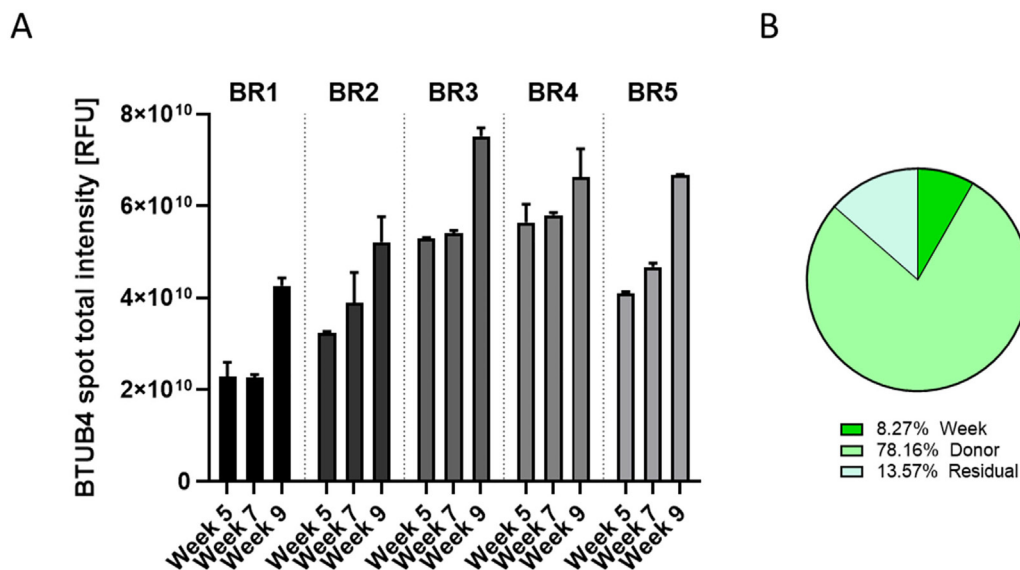 A
B
BR1 BR2 BR3 BR4 BR5
BTUB4 spot total intensity [RFU]
8×10¹⁰
6×10¹⁰
4×10¹⁰
2×10¹⁰
0
Week 5 Week 7 Week 9 Week 5 Week 7 Week 9 Week 5 Week 7 Week 9 Week 5 Week 7 Week 9 Week 5 Week 7 Week 9
8.27% Week
78.16% Donor
13.57% Residual